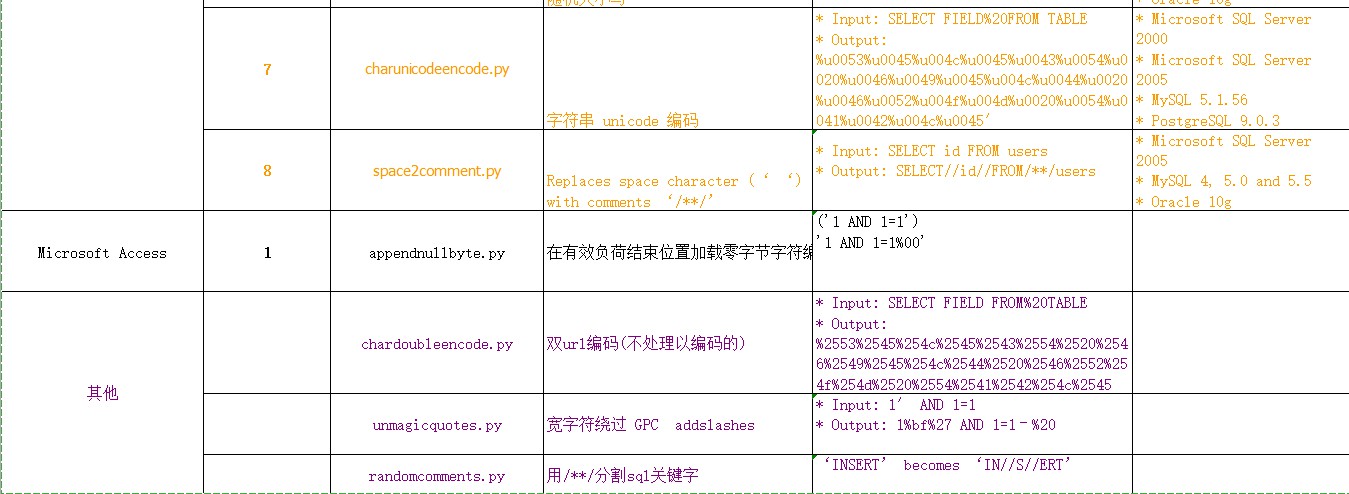 * Input: SELECT FIELD%20FROM TABLE
* Output:
%u0053%u0045%u004c%u0045%u0043%u0054%u0
020%u0046%u0049%u0045%u004c%u0044%u0020
%u0046%u0052%u004f%u004d%u0020%u0054%u0
041%u0042%u004c%u0045′
* Microsoft SQL Server
2000
* Microsoft SQL Server
2005
* MySQL 5.1.56
* PostgreSQL 9.0.3
7
charunicodeencode.py
字符串 unicode 编码
8
space2comment.py
Replaces space character (‘ ‘)
with comments ‘/**/’
* Input: SELECT id FROM users
* Output: SELECT//id//FROM/**/users
* Microsoft SQL Server
2005
* MySQL 4, 5.0 and 5.5
* Oracle 10g
Microsoft Access
1
appendnullbyte.py
在有效负荷结束位置加载零字节字符编
('1 AND 1=1')
'1 AND 1=1%00'
其他
chardoubleencode.py
双url编码(不处理以编码的)
* Input: SELECT FIELD FROM%20TABLE
* Output:
%2553%2545%254c%2545%2543%2554%2520%254
6%2549%2545%254c%2544%2520%2546%2552%25
4f%254d%2520%2554%2541%2542%254c%2545
unmagicquotes.py
宽字符绕过 GPC addslashes
* Input: 1′ AND 1=1
* Output: 1%bf%27 AND 1=1–%20
randomcomments.py
用/**/分割sql关键字
‘INSERT’ becomes ‘IN//S//ERT’